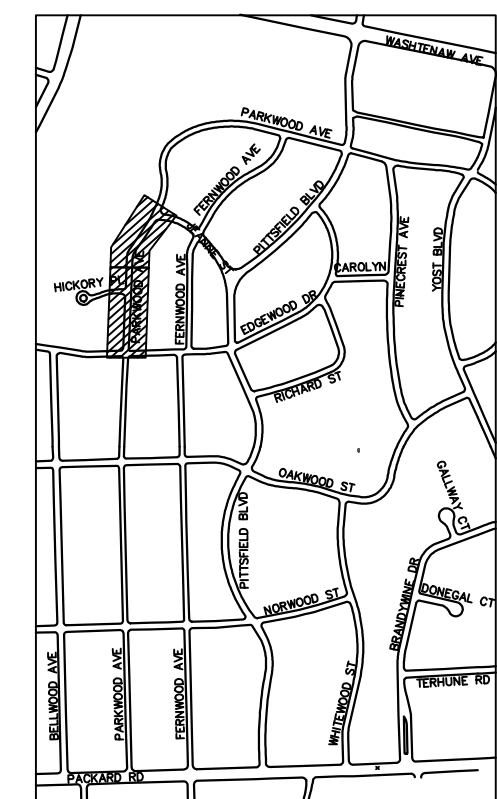 WASHTENAW AVE
PARKWOOD AVE
FERNWOOD AVE
PITTSFIELD BLVD
PINECREST AVE
YOST BLVD
CAROLYN
HICKORY PL
PARKWOOD AVE
FERNWOOD AVE
EDGEWOOD DR
RICHARD ST
OAKWOOD ST
GALLWAY CT
PITTSFIELD BLVD
NORWOOD ST
BRANDYWINE DR
DONEGAL CT
BELLWOOD AVE
PARKWOOD AVE
FERNWOOD AVE
WHITEWOOD ST
TERHUNE RD
PACKARD RD